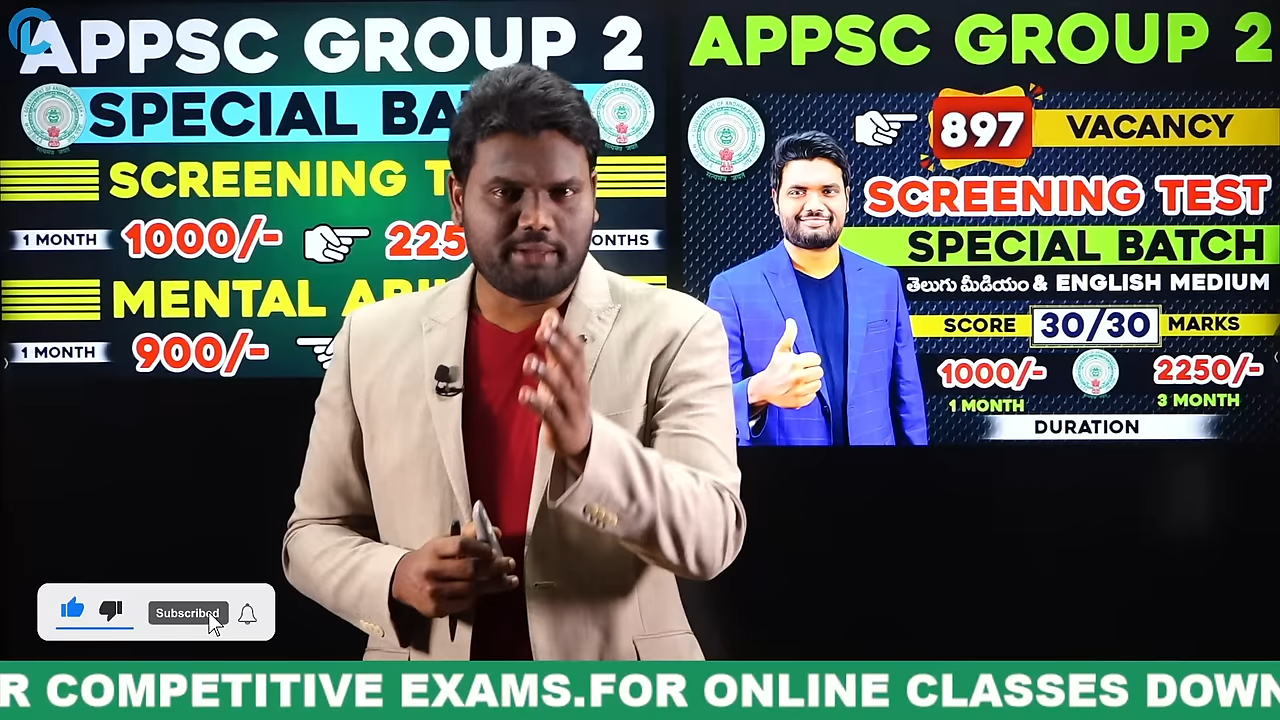 APPSC GROUP 2
SPECIAL BA
SCREENING T
1 MONTH 1000/- 225 ONTHS
MENTAL ABI
1 MONTH 900/-
APPSC GROUP 2
897 VACANCY
SCREENING TEST
SPECIAL BATCH
తెలుగు మీడియం & ENGLISH MEDIUM
SCORE 30/30 MARKS
1000/- 2250/-
1 MONTH 3 MONTH
DURATION
Subscribed
R COMPETITIVE EXAMS.FOR ONLINE CLASSES DOWN